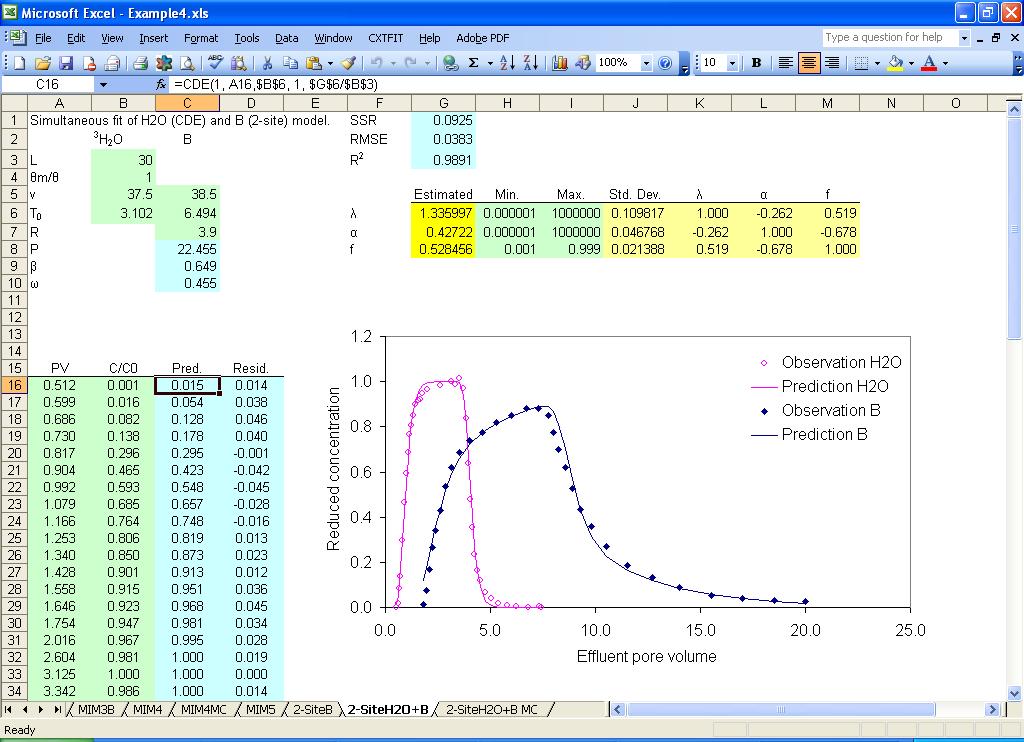 Microsoft Excel - Example4.xls
File Edit View Insert Format Tools Data Window CXTFIT Help Adobe PDF Type a question for help
100% 10 B
C16 fx =CDE(1, A16,$B$6, 1, $G$6/$B$3)
A B C D E F G H I J K L M N O
1 Simultaneous fit of H2O (CDE) and B (2-site) model. SSR 0.0925
2 ³H₂O B RMSE 0.0383
3 L 30 R² 0.9891
4 θm/θ 1
5 v 37.5 38.5 Estimated Min. Max. Std. Dev. λ α f
6 T₀ 3.102 6.494 λ 1.335997 0.000001 1000000 0.109817 1.000 -0.262 0.519
7 R 3.9 α 0.42722 0.000001 1000000 0.046768 -0.262 1.000 -0.678
8 P 22.455 f 0.528456 0.001 0.999 0.021388 0.519 -0.678 1.000
9 β 0.649
10 ω 0.455
11
12
13
14
15 PV C/C0 Pred. Resid.
16 0.512 0.001 0.015 0.014
17 0.599 0.016 0.054 0.038
18 0.686 0.082 0.128 0.046
19 0.730 0.138 0.178 0.040
20 0.817 0.296 0.295 -0.001
21 0.904 0.465 0.423 -0.042
22 0.992 0.593 0.548 -0.045
23 1.079 0.685 0.657 -0.028
24 1.166 0.764 0.748 -0.016
25 1.253 0.806 0.819 0.013
26 1.340 0.850 0.873 0.023
27 1.428 0.901 0.913 0.012
28 1.558 0.915 0.951 0.036
29 1.646 0.923 0.968 0.045
30 1.754 0.947 0.981 0.034
31 2.016 0.967 0.995 0.028
32 2.604 0.981 1.000 0.019
33 3.125 1.000 1.000 0.000
34 3.342 0.986 1.000 0.014
1.2
1.0
0.8
0.6
0.4
0.2
0.0
Reduced concentration
0.0 5.0 10.0 15.0 20.0 25.0
Effluent pore volume
Observation H2O
Prediction H2O
Observation B
Prediction B
MIM3B MIM4 MIM4MC MIM5 2-SiteB 2-SiteH2O+B 2-SiteH2O+B MC
Ready